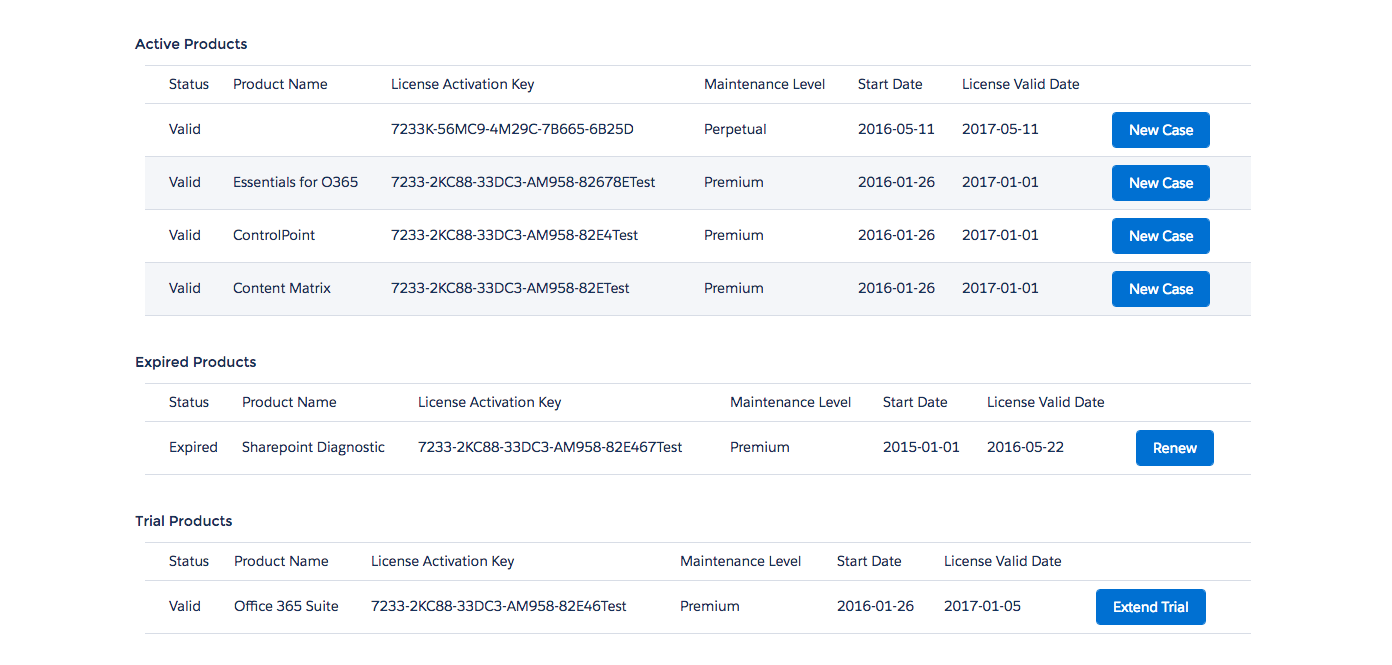 Active Products
Status Product Name License Activation Key Maintenance Level Start Date License Valid Date
Valid 7233K-56MC9-4M29C-7B665-6B25D Perpetual 2016-05-11 2017-05-11 New Case
Valid Essentials for O365 7233-2KC88-33DC3-AM958-82678ETest Premium 2016-01-26 2017-01-01 New Case
Valid ControlPoint 7233-2KC88-33DC3-AM958-82E4Test Premium 2016-01-26 2017-01-01 New Case
Valid Content Matrix 7233-2KC88-33DC3-AM958-82ETest Premium 2016-01-26 2017-01-01 New Case
Expired Products
Status Product Name License Activation Key Maintenance Level Start Date License Valid Date
Expired Sharepoint Diagnostic 7233-2KC88-33DC3-AM958-82E467Test Premium 2015-01-01 2016-05-22 Renew
Trial Products
Status Product Name License Activation Key Maintenance Level Start Date License Valid Date
Valid Office 365 Suite 7233-2KC88-33DC3-AM958-82E46Test Premium 2016-01-26 2017-01-05 Extend Trial